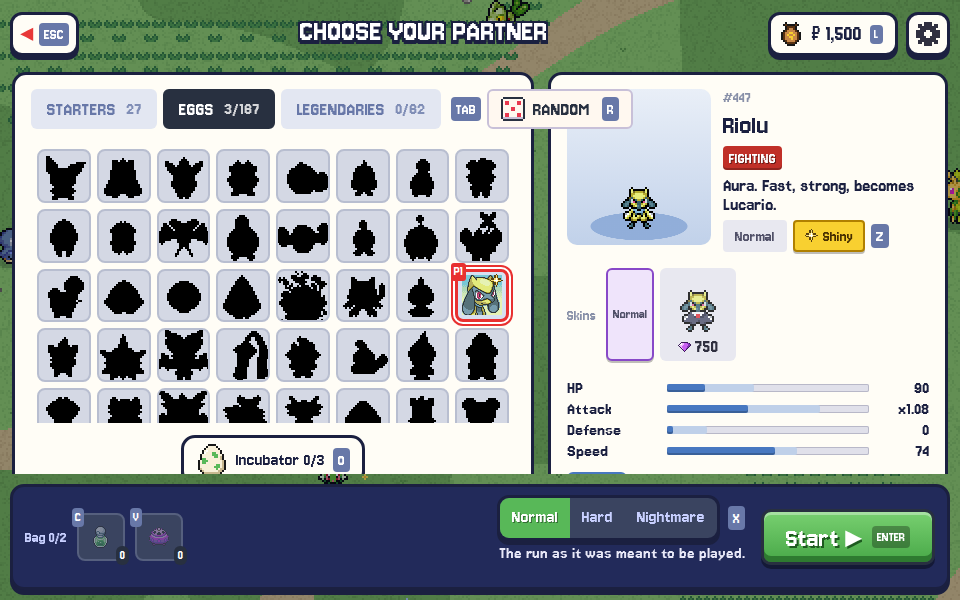 ESC
CHOOSE YOUR PARTNER
₽ 1,500 L
STARTERS 27
EGGS 3/187
LEGENDARIES 0/62
TAB
RANDOM R
#447
Riolu
FIGHTING
Aura. Fast, strong, becomes
Lucario.
Normal
Shiny
Z
P1
Skins
Normal
750
HP 90
Attack x1.08
Defense 0
Speed 74
Incubator 0/3 O
Bag 0/2
C
0
V
0
Normal
Hard
Nightmare
X
The run as it was meant to be played.
Start ENTER